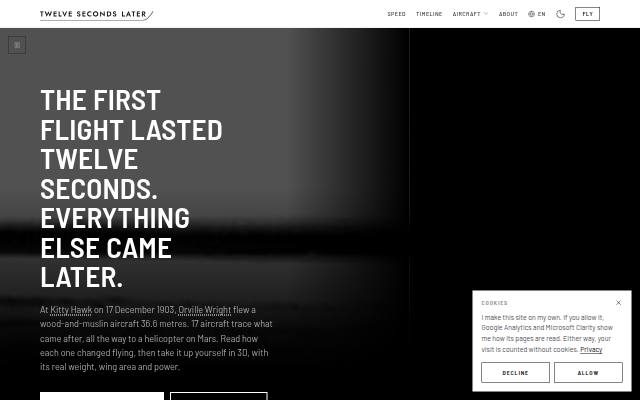 TWELVE SECONDS LATER
SPEED TIMELINE AIRCRAFT ABOUT EN FLY
THE FIRST
FLIGHT LASTED
TWELVE
SECONDS.
EVERYTHING
ELSE CAME
LATER.
At Kitty Hawk on 17 December 1903, Orville Wright flew a
wood-and-muslin aircraft 36.6 metres. 17 aircraft trace what
came after, all the way to a helicopter on Mars. Read how
each one changed flying, then take it up yourself in 3D, with
its real weight, wing area and power.
COOKIES
I make this site on my own. If you allow it,
Google Analytics and Microsoft Clarity show
me how its pages are read. Either way, your
visit is counted without cookies. Privacy
DECLINE ALLOW